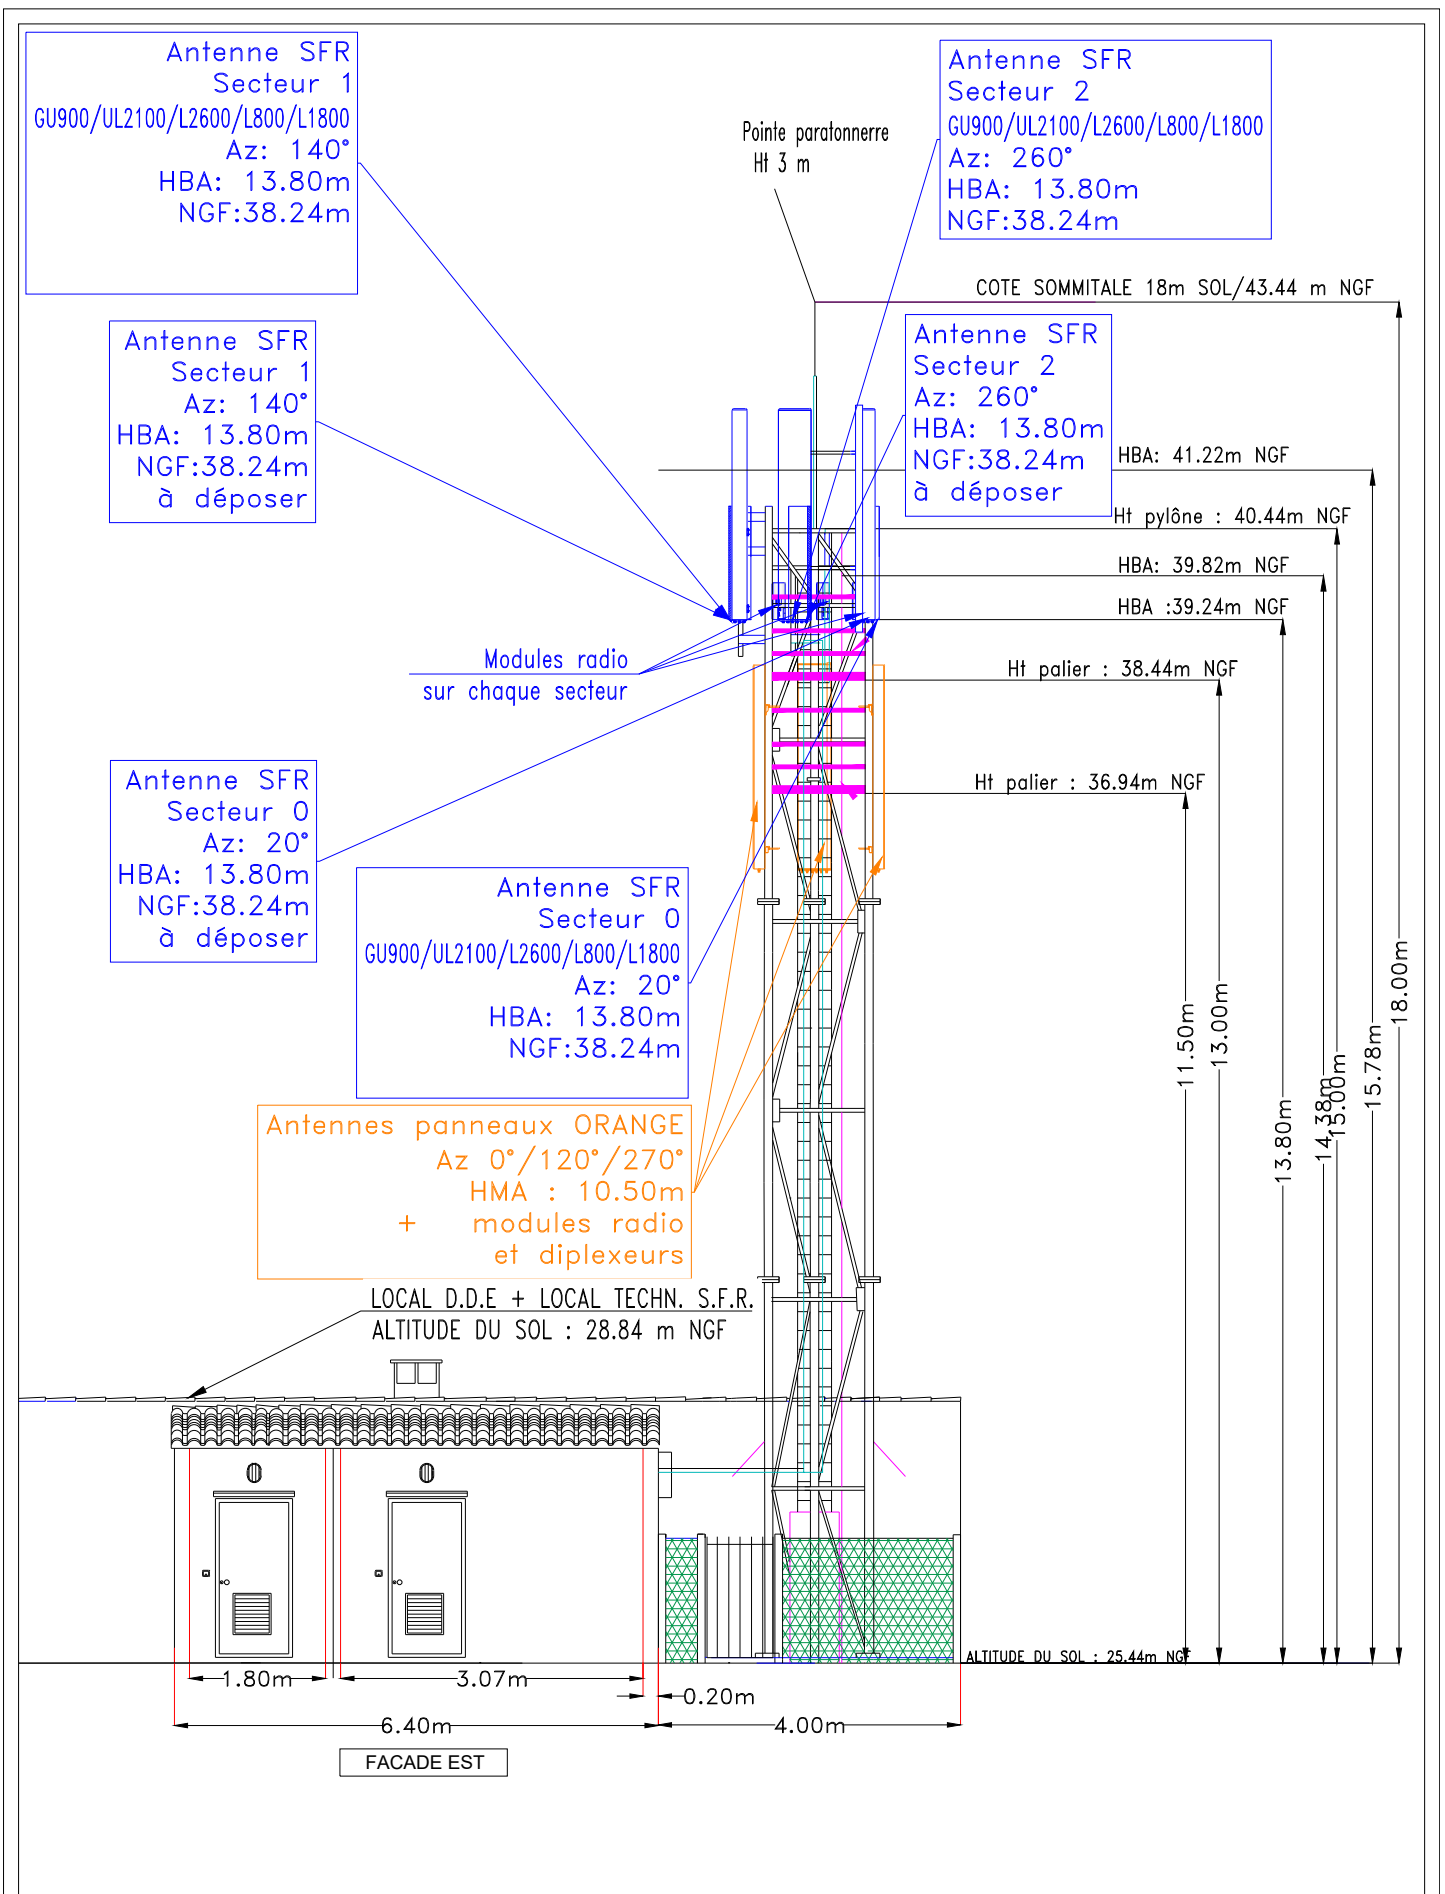 Antenne SFR
Secteur 1
GU900/UL2100/L2600/L800/L1800
Az: 140°
HBA: 13.80m
NGF:38.24m
Antenne SFR
Secteur 2
GU900/UL2100/L2600/L800/L1800
Az: 260°
HBA: 13.80m
NGF:38.24m
Pointe paratonnerre
Ht 3 m
COTE SOMMITALE 18m SOL/43.44 m NGF
Antenne SFR
Secteur 1
Az: 140°
HBA: 13.80m
NGF:38.24m
à déposer
Antenne SFR
Secteur 2
Az: 260°
HBA: 13.80m
NGF:38.24m
à déposer
HBA: 41.22m NGF
Ht pylône : 40.44m NGF
HBA: 39.82m NGF
HBA :39.24m NGF
Modules radio
sur chaque secteur
Ht palier : 38.44m NGF
Ht palier : 36.94m NGF
Antenne SFR
Secteur 0
Az: 20°
HBA: 13.80m
NGF:38.24m
à déposer
Antenne SFR
Secteur 0
GU900/UL2100/L2600/L800/L1800
Az: 20°
HBA: 13.80m
NGF:38.24m
11.50m
13.00m
13.80m
14.38m
15.00m
15.78m
18.00m
Antennes panneaux ORANGE
Az 0°/120°/270°
HMA : 10.50m
+ modules radio
et diplexeurs
LOCAL D.D.E + LOCAL TECHN. S.F.R.
ALTITUDE DU SOL : 28.84 m NGF
ALTITUDE DU SOL : 25.44m NGF
1.80m
3.07m
0.20m
6.40m
4.00m
FACADE EST